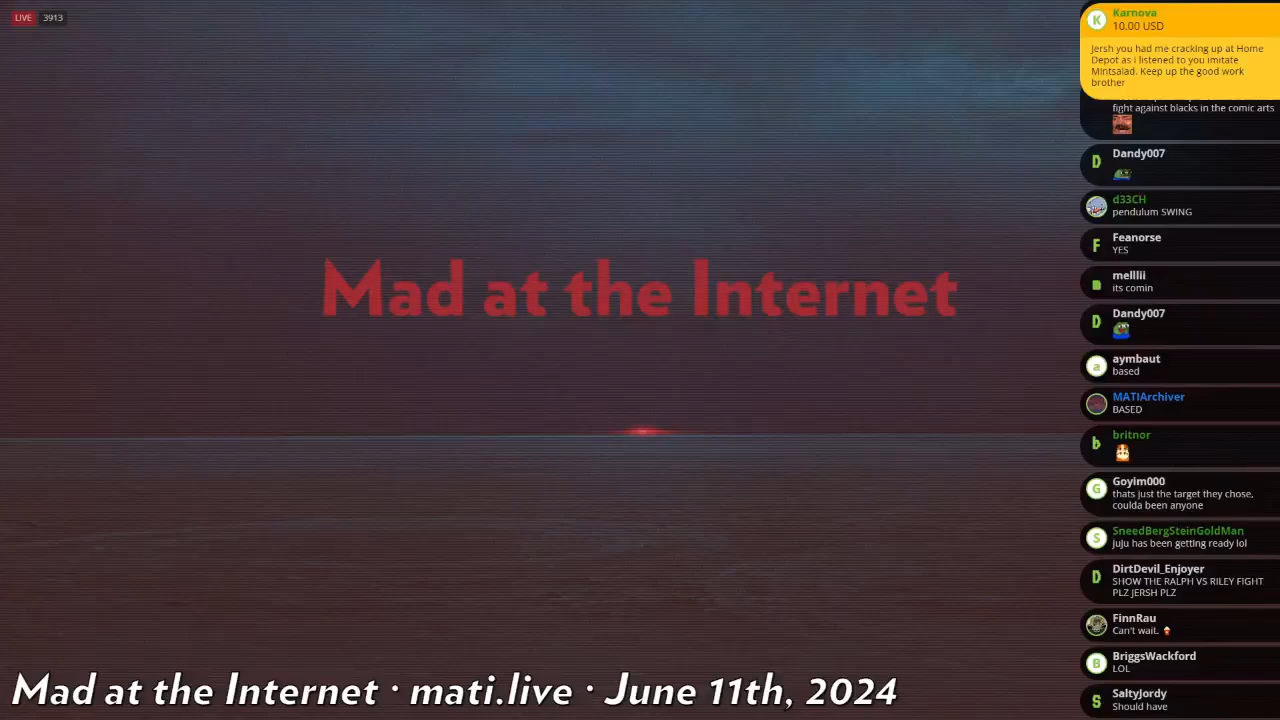 LIVE 3913
Mad at the Internet
Mad at the Internet · mati.live · June 11th, 2024
Karnova
10.00 USD
Jersh you had me cracking up at Home
Depot as i listened to you imitate
Mintsalad. Keep up the good work
brother
fight against blacks in the comic arts
Dandy007
d33CH
pendulum SWING
Feanorse
YES
melllii
its comin
Dandy007
aymbaut
based
MATIArchiver
BASED
britnor
Goyim000
thats just the target they chose,
coulda been anyone
SneedBergSteinGoldMan
juju has been getting ready lol
DirtDevil_Enjoyer
SHOW THE RALPH VS RILEY FIGHT
PLZ JERSH PLZ
FinnRau
Can't wait.
BriggsWackford
LOL
SaltyJordy
Should have